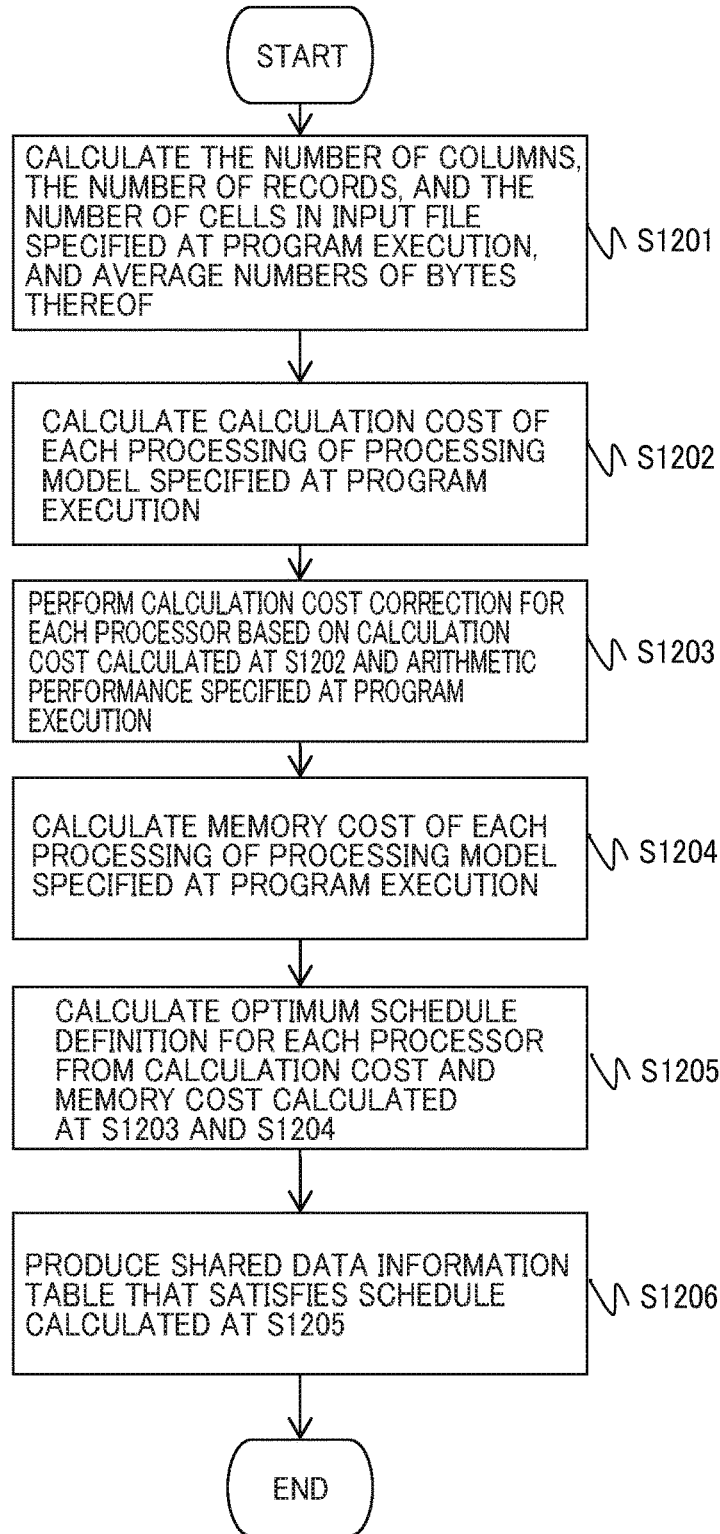 START
CALCULATE THE NUMBER OF COLUMNS,
THE NUMBER OF RECORDS, AND THE
NUMBER OF CELLS IN INPUT FILE
SPECIFIED AT PROGRAM EXECUTION,
AND AVERAGE NUMBERS OF BYTES
THEREOF
S1201
CALCULATE CALCULATION COST OF
EACH PROCESSING OF PROCESSING
MODEL SPECIFIED AT PROGRAM
EXECUTION
S1202
PERFORM CALCULATION COST CORRECTION FOR
EACH PROCESSOR BASED ON CALCULATION
COST CALCULATED AT S1202 AND ARITHMETIC
PERFORMANCE SPECIFIED AT PROGRAM
EXECUTION
S1203
CALCULATE MEMORY COST OF EACH
PROCESSING OF PROCESSING MODEL
SPECIFIED AT PROGRAM EXECUTION
S1204
CALCULATE OPTIMUM SCHEDULE
DEFINITION FOR EACH PROCESSOR
FROM CALCULATION COST AND
MEMORY COST CALCULATED
AT S1203 AND S1204
S1205
PRODUCE SHARED DATA INFORMATION
TABLE THAT SATISFIES SCHEDULE
CALCULATED AT S1205
S1206
END